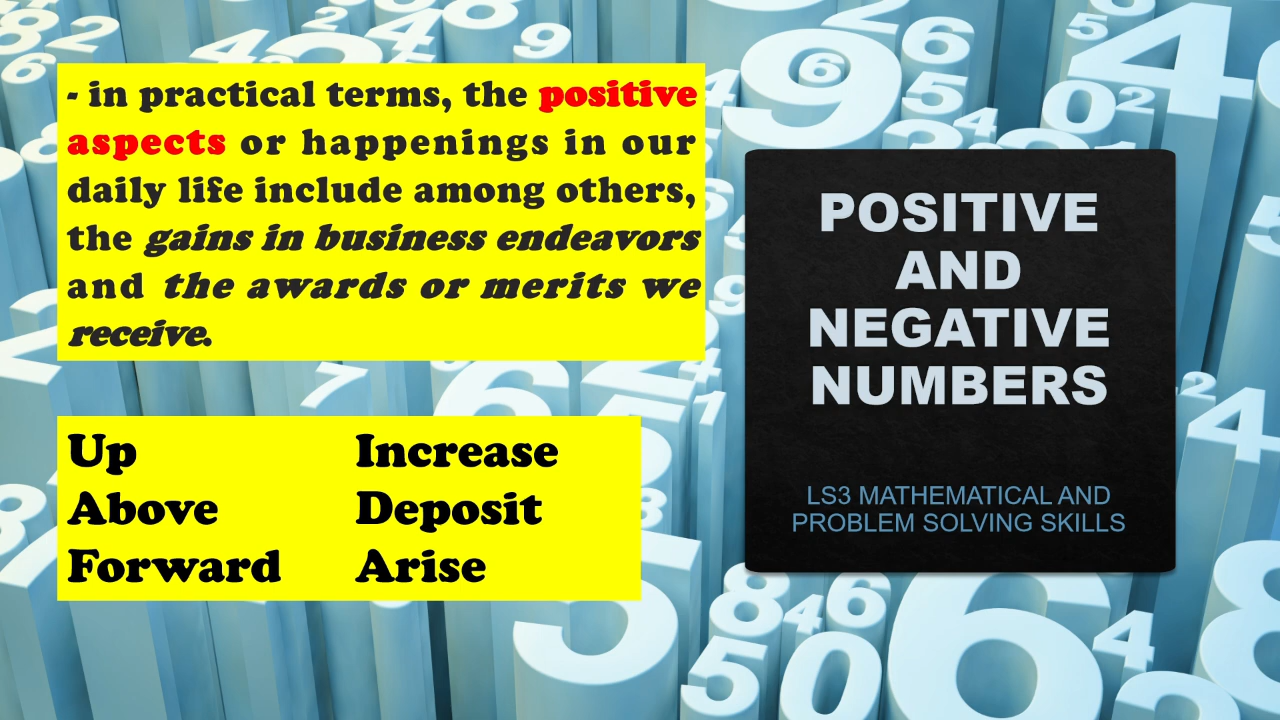 - in practical terms, the positive
aspects or happenings in our
daily life include among others,
the gains in business endeavors
and the awards or merits we
receive.
Up Increase
Above Deposit
Forward Arise
POSITIVE
AND
NEGATIVE
NUMBERS
LS3 MATHEMATICAL AND
PROBLEM SOLVING SKILLS